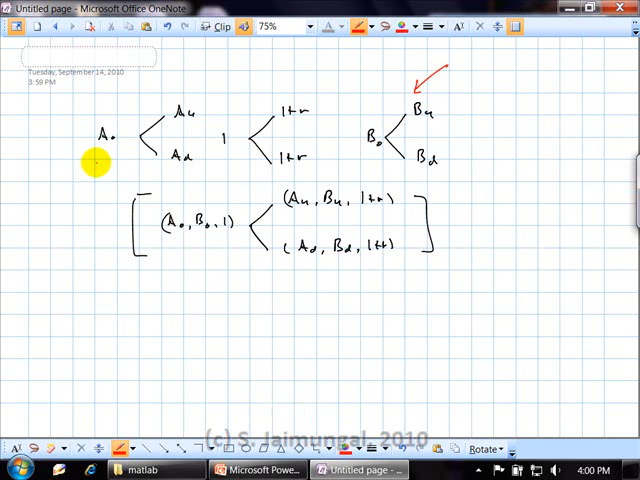 Untitled page - Microsoft Office OneNote
Clip 75%
Tuesday, September 14, 2010
3:59 PM
Au 1+r Bu
A0 1 B0
Ad 1+r Bd
(Au, Bu, 1+r)
(A0, B0, 1)
(Ad, Bd, 1+r)
(c) S. Jaimungal, 2010
Rotate
matlab Microsoft Powe... Untitled page - ... 4:00 PM